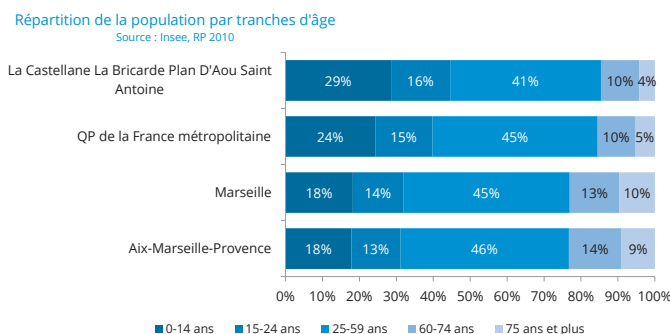 Répartition de la population par tranches d'âge
Source : Insee, RP 2010
La Castellane La Bricarde Plan D'Aou Saint
Antoine
29% 16% 41% 10% 4%
QP de la France métropolitaine
24% 15% 45% 10% 5%
Marseille
18% 14% 45% 13% 10%
Aix-Marseille-Provence
18% 13% 46% 14% 9%
0% 10% 20% 30% 40% 50% 60% 70% 80% 90% 100%
0-14 ans 15-24 ans 25-59 ans 60-74 ans 75 ans et plus